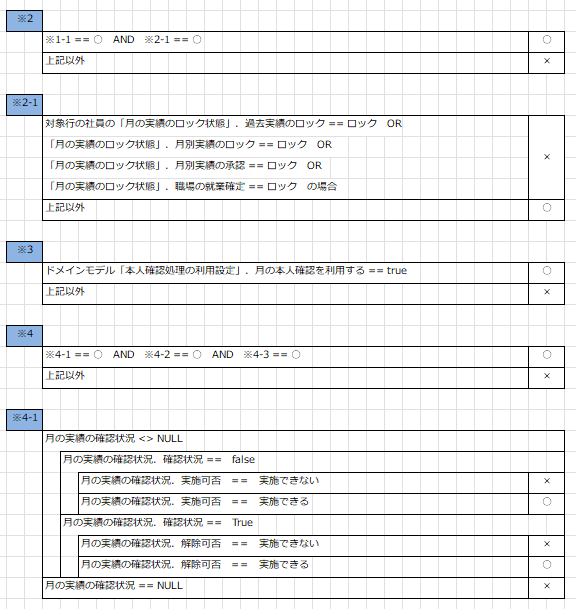 ※2
※1-1 == ○　AND　※2-1 == ○　○
上記以外　×
※2-1
対象行の社員の「月の実績のロック状態」．過去実績のロック == ロック　OR
「月の実績のロック状態」．月別実績のロック == ロック　OR
×
「月の実績のロック状態」．月別実績の承認 == ロック　OR
「月の実績のロック状態」．職場の就業確定 == ロック　の場合
上記以外　○
※3
ドメインモデル「本人確認処理の利用設定」．月の本人確認を利用する == true　○
上記以外　×
※4
※4-1 == ○　AND　※4-2 == ○　AND　※4-3 == ○　○
上記以外　×
※4-1
月の実績の確認状況 <> NULL
月の実績の確認状況．確認状況 ==　false
月の実績の確認状況．実施可否　==　実施できない　×
月の実績の確認状況．実施可否　==　実施できる　○
月の実績の確認状況．確認状況 ==　True
月の実績の確認状況．解除可否　==　実施できない　×
月の実績の確認状況．解除可否　==　実施できる　○
月の実績の確認状況 == NULL　×